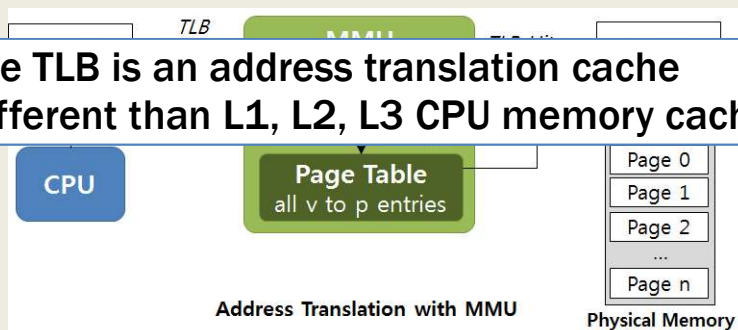 TLB
MMU
e TLB is an address translation cache
fferent than L1, L2, L3 CPU memory cach
CPU
Page Table
all v to p entries
Page 0
Page 1
Page 2
...
Page n
Address Translation with MMU
Physical Memory